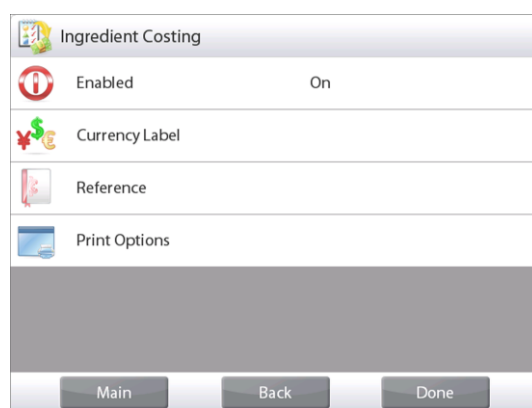 Ingredient Costing
Enabled On
Currency Label
Reference
Print Options
Main Back Done